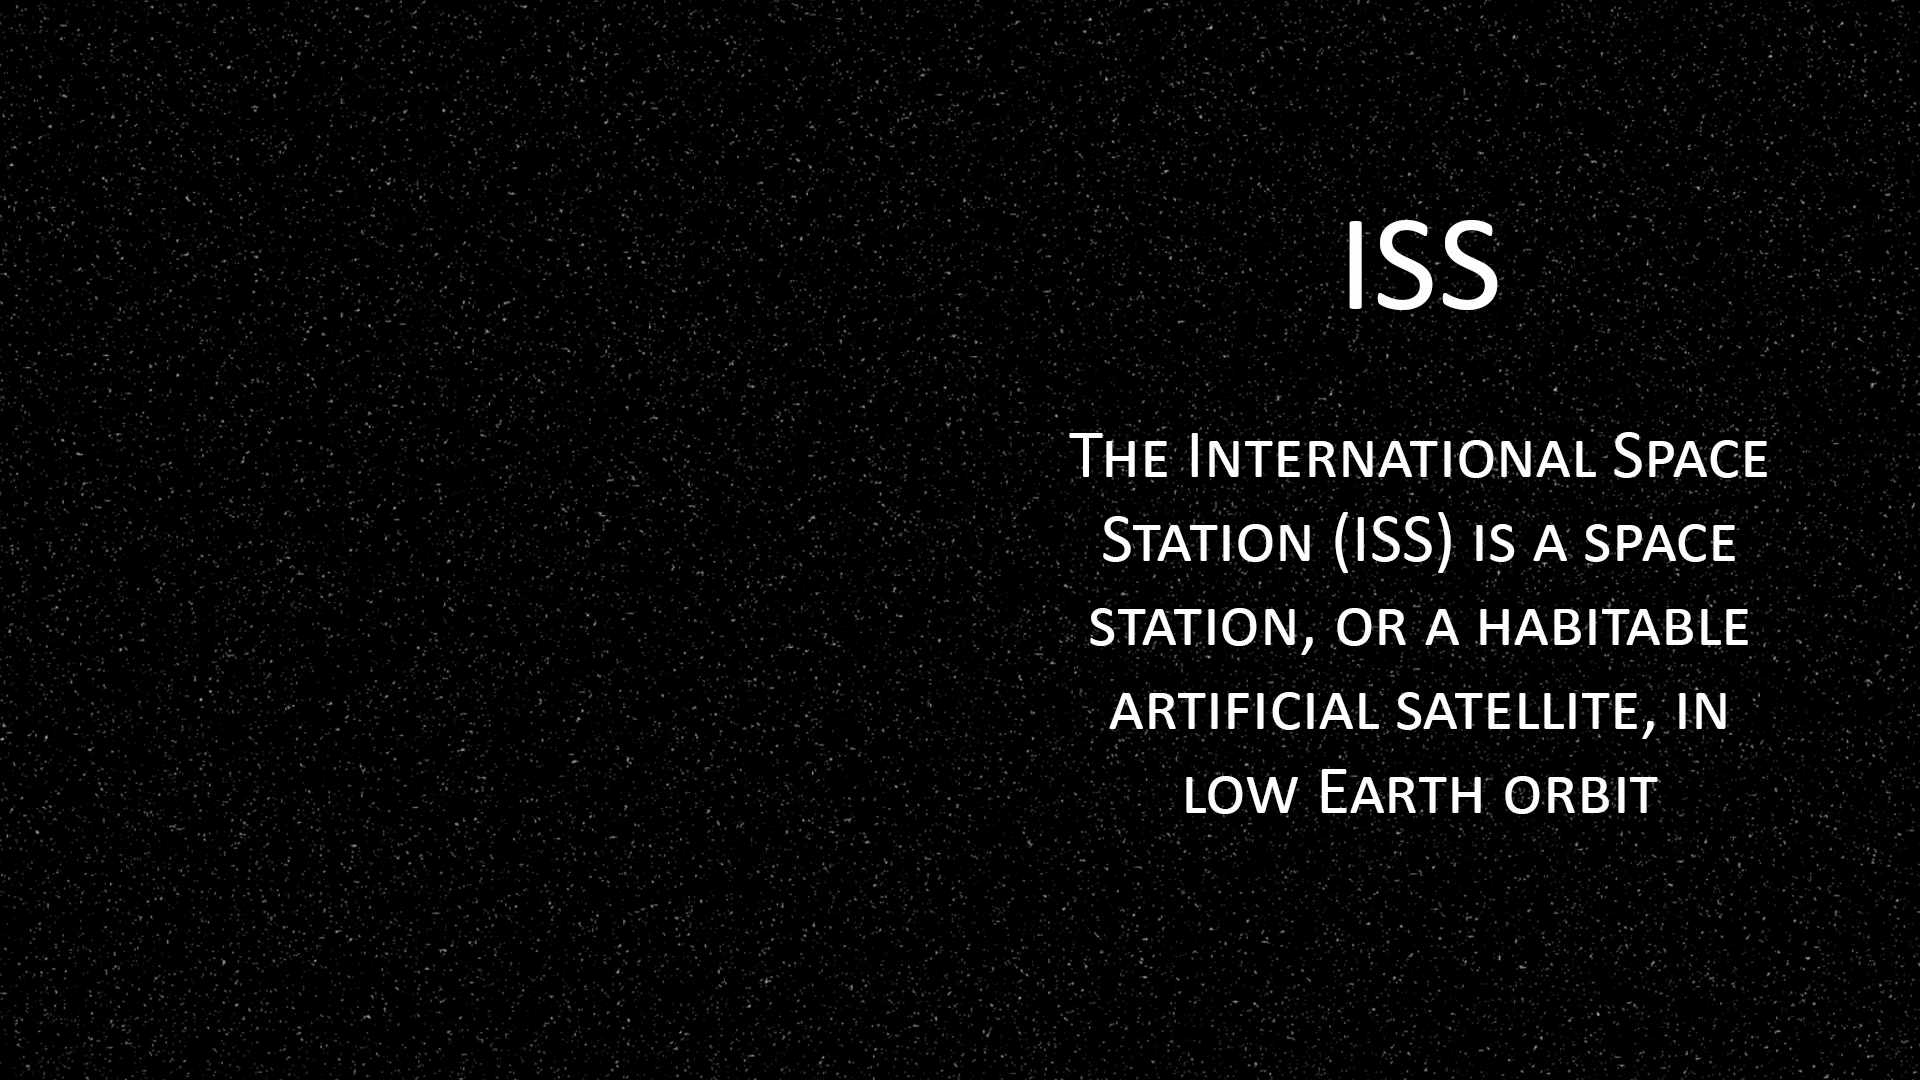 ISS
The International Space
Station (ISS) is a space
station, or a habitable
artificial satellite, in
low Earth orbit